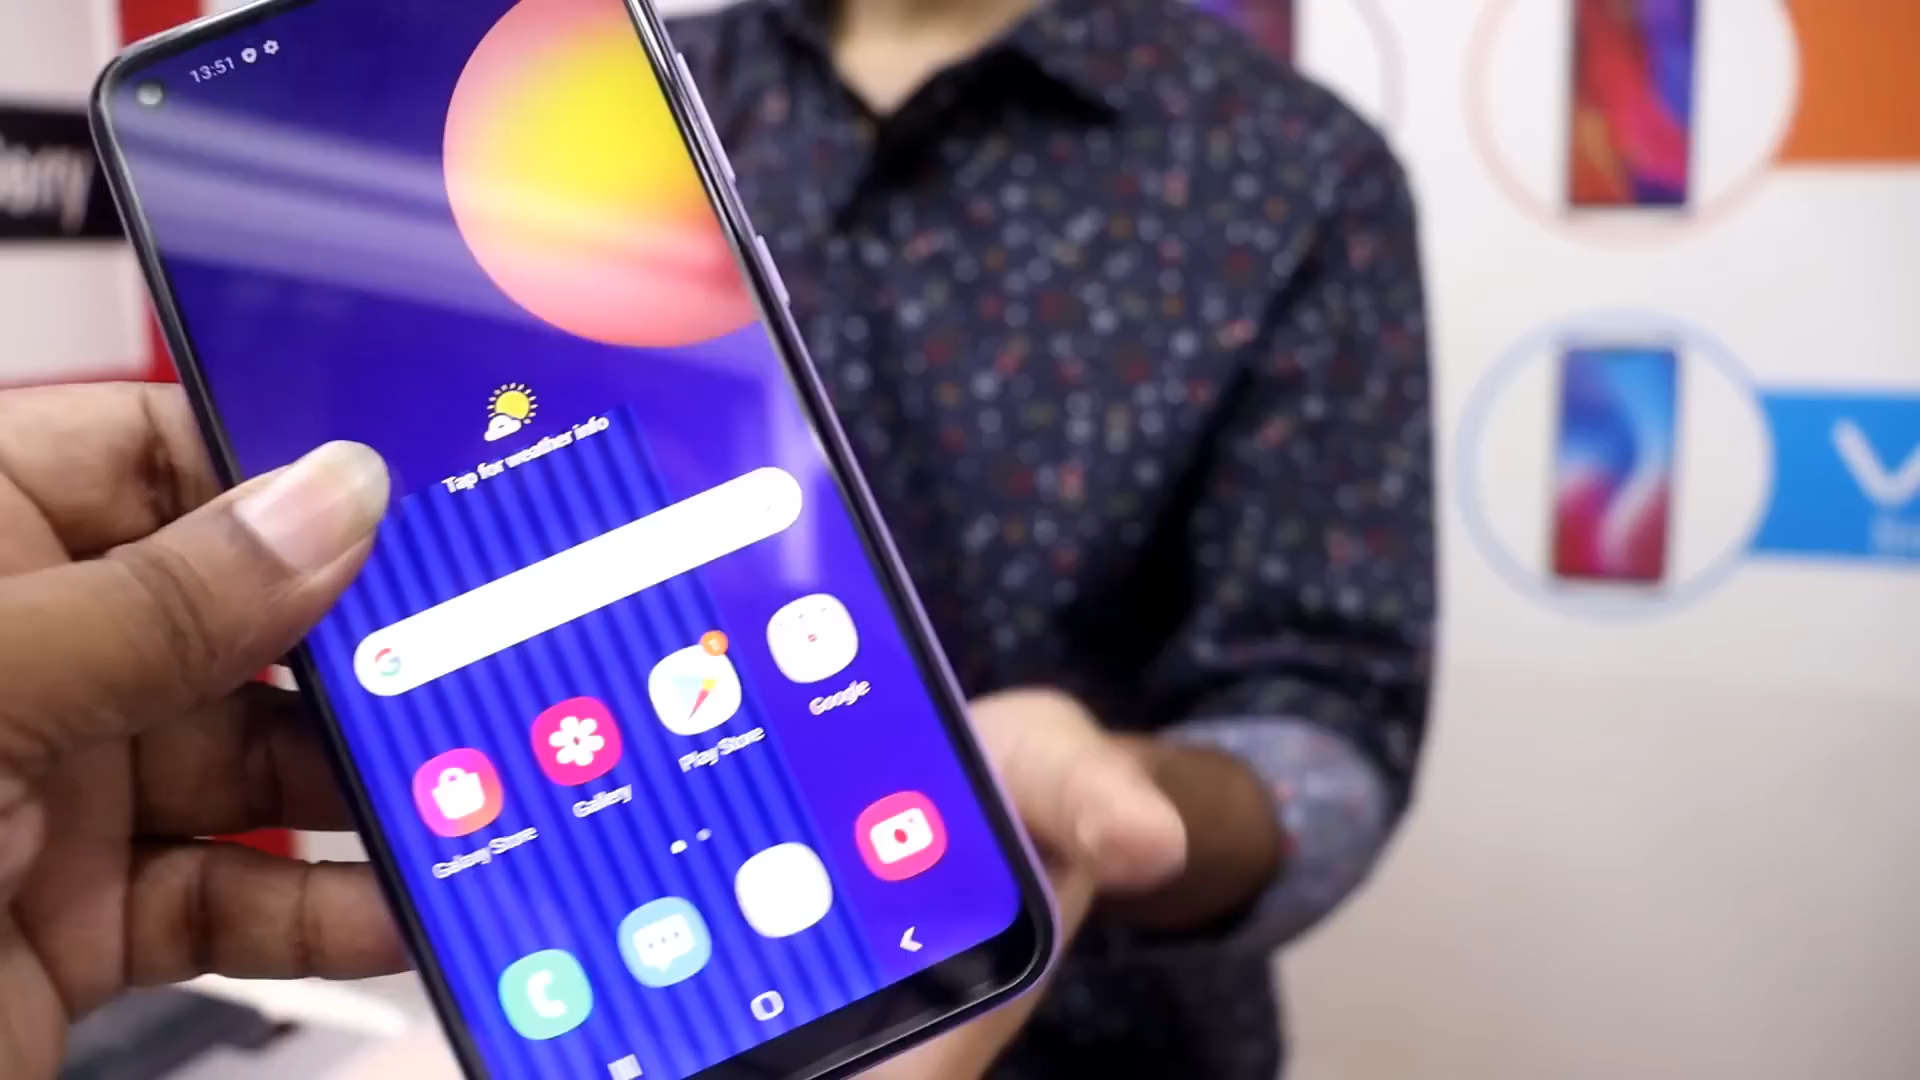 13:51
Tap for weather info
Google
Play Store
Gallery
Galaxy Store